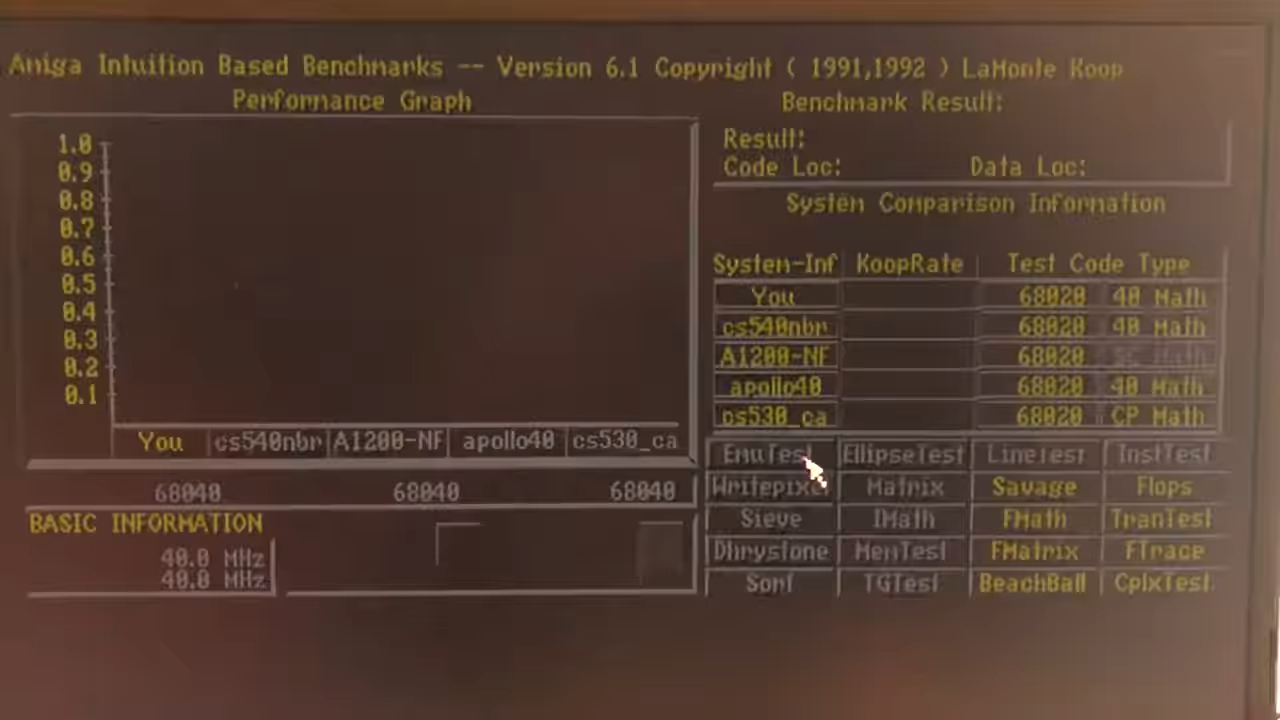 Amiga Intuition Based Benchmarks -- Version 6.1 Copyright ( 1991,1992 ) LaMonte Koop
Performance Graph
1.0
0.9
0.8
0.7
0.6
0.5
0.4
0.3
0.2
0.1
You cs540nbr A1200-NF apollo40 cs530_ca
68040 68040 68040
BASIC INFORMATION
40.0 MHz
40.0 MHz
Benchmark Result:
Result:
Code Loc: Data Loc:
System Comparison Information
System-Inf KoopRate Test Code Type
You 68020 40 Math
cs540nbr 68020 40 Math
A1200-NF 68020 Math
apollo40 68020 40 Math
cs530_ca 68020 CP Math
EmuTest EllipseTest LineTest InstTest
Writepixel Matrix Savage Flops
Sieve IMath FMath TranTest
Dhrystone MemTest FMatrix FTrace
Sort TGTest BeachBall CplxTest